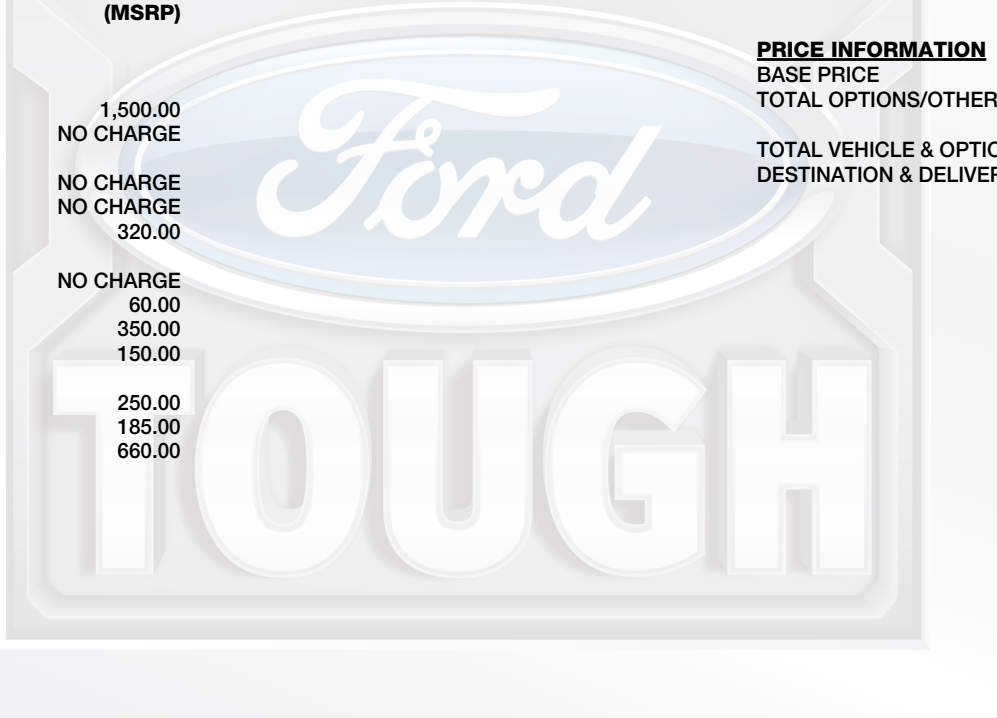 (MSRP)
1,500.00
NO CHARGE
NO CHARGE
NO CHARGE
320.00
NO CHARGE
60.00
350.00
150.00
250.00
185.00
660.00
PRICE INFORMATION
BASE PRICE
TOTAL OPTIONS/OTHER
TOTAL VEHICLE & OPTIO
DESTINATION & DELIVER
Ford
TOUGH